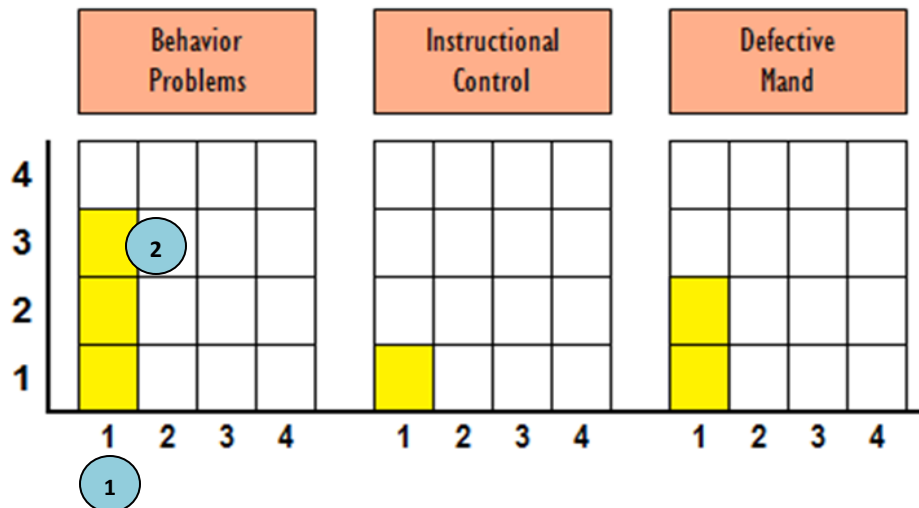 Behavior
Problems
Instructional
Control
Defective
Mand
4
3
2
2
1
1 2 3 4 1 2 3 4 1 2 3 4
1